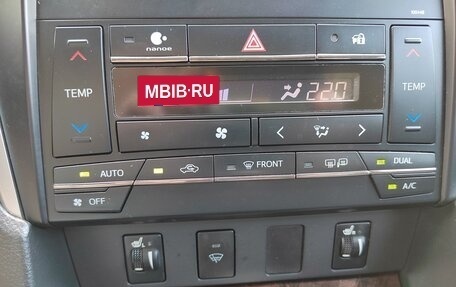 nanoe
TEMP
MBIB·RU
22.0
TEMP
AUTO
FRONT
DUAL
OFF
A/C